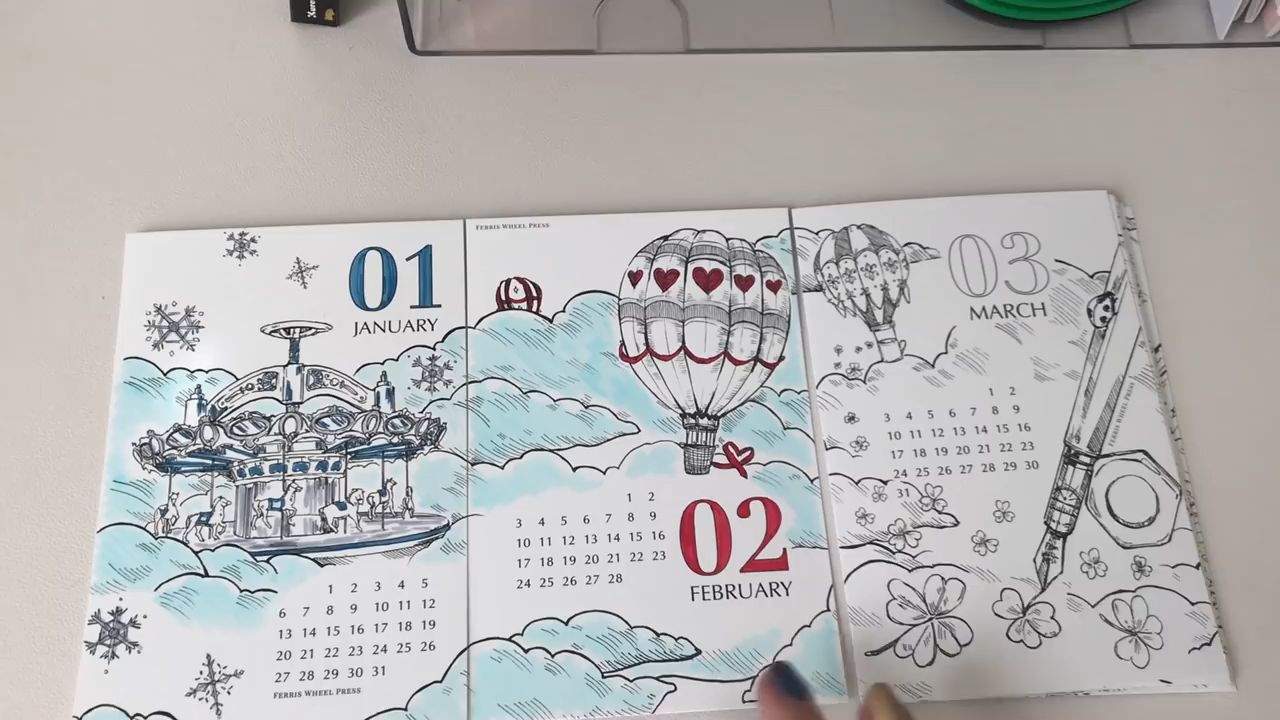 01
JANUARY
1 2 3 4 5
6 7 8 9 10 11 12
13 14 15 16 17 18 19
20 21 22 23 24 25 26
27 28 29 30 31
FERRIS WHEEL PRESS
FERRIS WHEEL PRESS
1 2
3 4 5 6 7 8 9
10 11 12 13 14 15 16
17 18 19 20 21 22 23
24 25 26 27 28
02
FEBRUARY
03
MARCH
1 2
3 4 5 6 7 8 9
10 11 12 13 14 15 16
17 18 19 20 21 22 23
24 25 26 27 28 29 30
31
FERRIS WHEEL PRESS